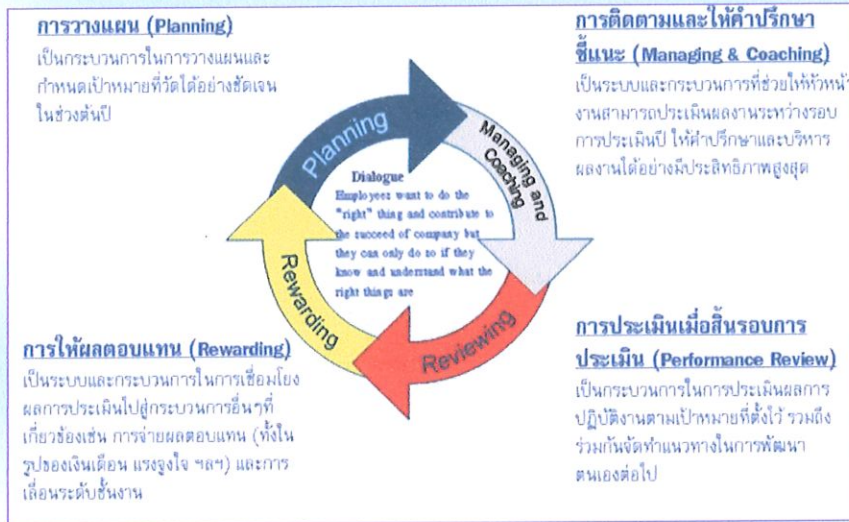 การวางแผน (Planning)
เป็นกระบวนการในการวางแผนและ
กำหนดเป้าหมายที่วัดได้อย่างชัดเจน
ในช่วงต้นปี
การติดตามและให้คำปรึกษา
ชี้แนะ (Managing & Coaching)
เป็นระบบและกระบวนการที่ช่วยให้หัวหน้า
งานสามารถประเมินผลงานระหว่างรอบ
การประเมินปี ให้คำปรึกษาและบริหาร
ผลงานได้อย่างมีประสิทธิภาพสูงสุด
Planning
Managing and
Coaching
Dialogue
Employees want to do the
"right" thing and contribute to
the succeed of company but
they can only do so if they
know and understand what the
right things are
Rewarding
Reviewing
การให้ผลตอบแทน (Rewarding)
เป็นระบบและกระบวนการในการเชื่อมโยง
ผลการประเมินไปสู่กระบวนการอื่นๆที่
เกี่ยวข้องเช่น การจ่ายผลตอบแทน (ทั้งใน
รูปของเงินเดือน แรงจูงใจ ฯลฯ) และการ
เลื่อนระดับชั้นงาน
การประเมินเมื่อสิ้นรอบการ
ประเมิน (Performance Review)
เป็นกระบวนการในการประเมินผลการ
ปฏิบัติงานตามเป้าหมายที่ตั้งไว้ รวมถึง
ร่วมกันจัดทำแนวทางในการพัฒนา
ตนเองต่อไป